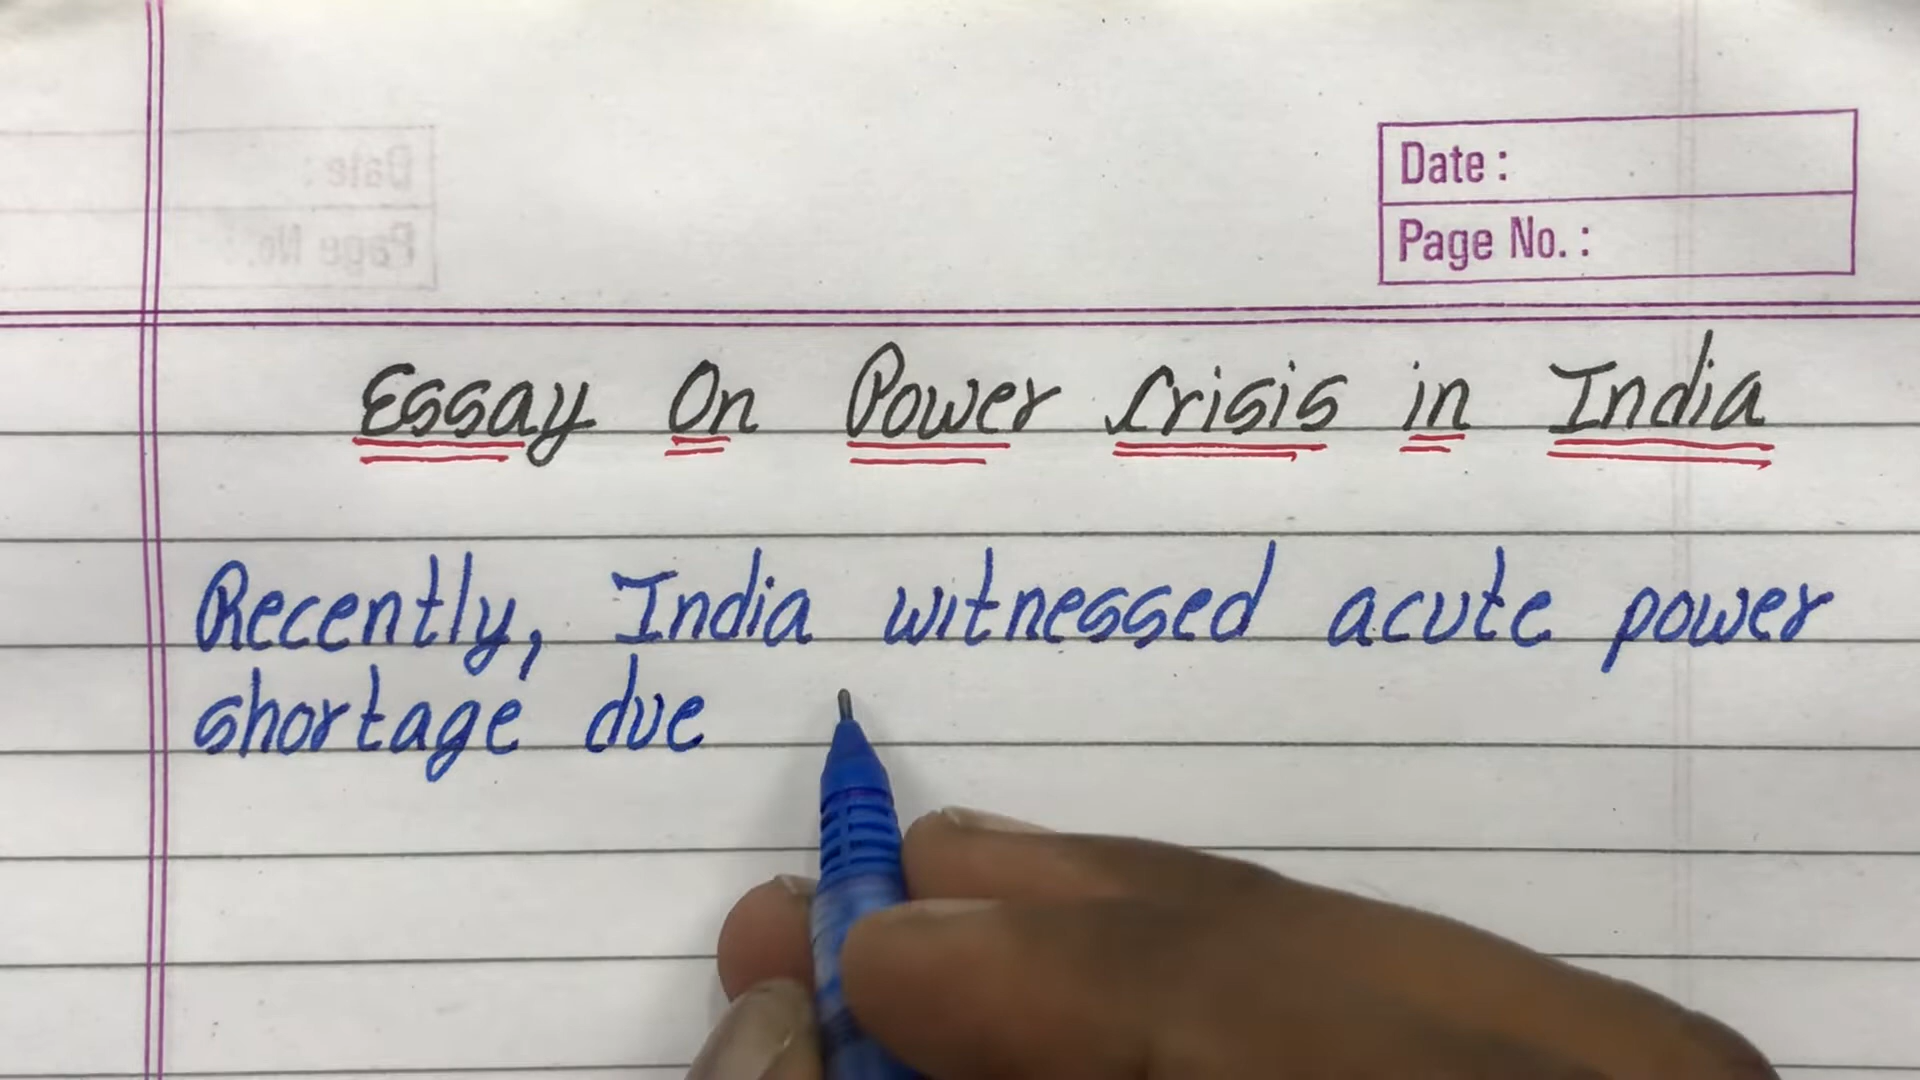 Date :
Page No. :
Essay On Power Crisis in India
Recently, India witnessed acute power
shortage due